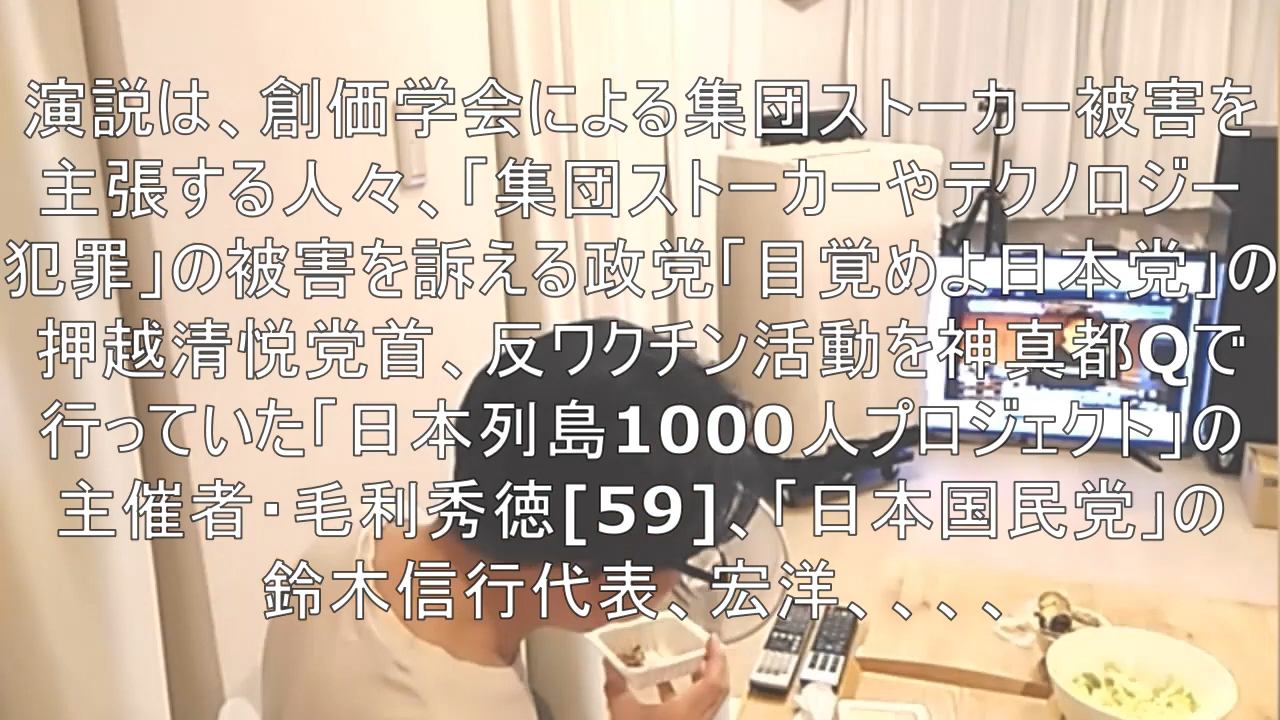 演説は、創価学会による集団ストーカー被害を
主張する人々、「集団ストーカーやテクノロジー
犯罪」の被害を訴える政党「目覚めよ日本党」の
押越清悦党首、反ワクチン活動を神真都Qで
行っていた「日本列島1000人プロジェクト」の
主催者・毛利秀徳[59]、「日本国民党」の
鈴木信行代表、宏洋、、、、